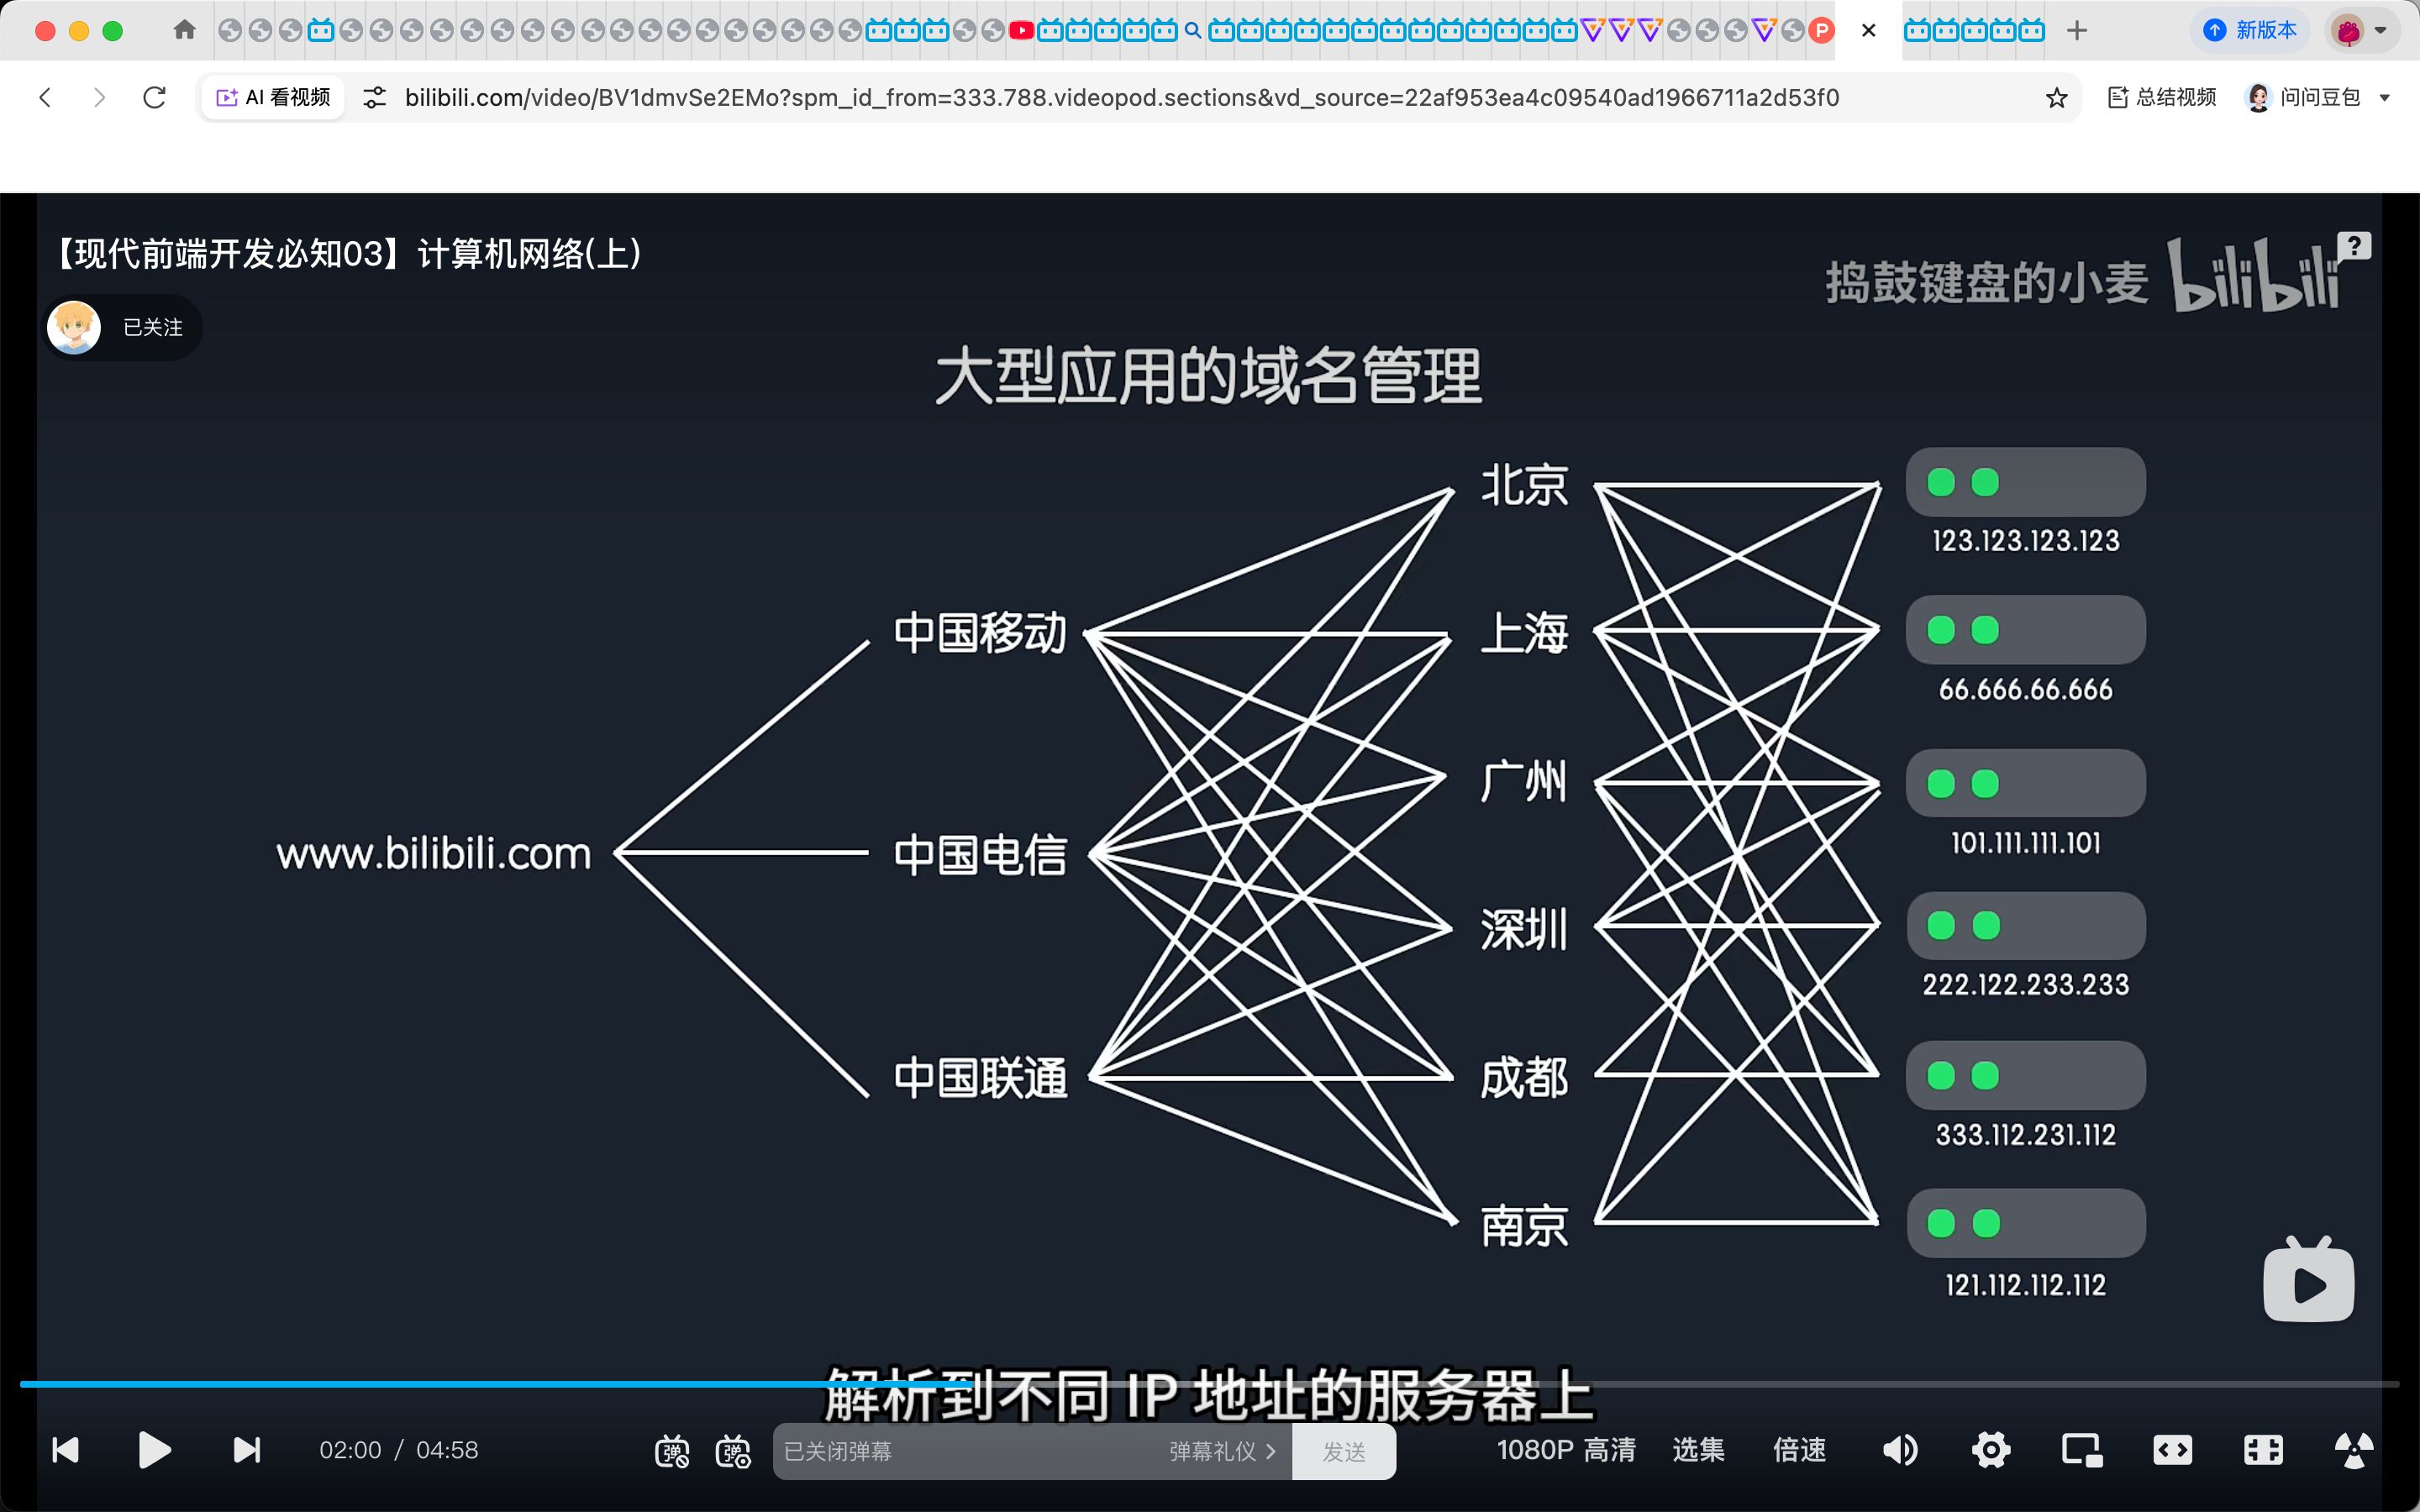 新版本
AI 看视频
bilibili.com/video/BV1dmvSe2EMo?spm_id_from=333.788.videopod.sections&vd_source=22af953ea4c09540ad1966711a2d53f0
总结视频
问问豆包
【现代前端开发必知03】计算机网络(上)
捣鼓键盘的小麦 bilibili
已关注
大型应用的域名管理
www.bilibili.com
中国移动
中国电信
中国联通
北京
上海
广州
深圳
成都
南京
123.123.123.123
66.666.66.666
101.111.111.101
222.122.233.233
333.112.231.112
121.112.112.112
解析到不同 IP 地址的服务器上
02:00 / 04:58
已关闭弹幕
弹幕礼仪
发送
1080P 高清
选集
倍速